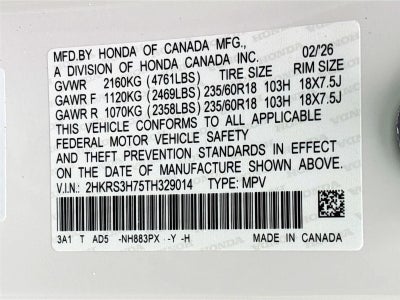 MFD.BY HONDA OF CANADA MFG.,
A DIVISION OF HONDA CANADA INC. 02/'26
GVWR 2160KG (4761LBS) TIRE SIZE RIM SIZE
GAWR F 1120KG (2469LBS) 235/60R18 103H 18X7.5J
GAWR R 1070KG (2358LBS) 235/60R18 103H 18X7.5J
THIS VEHICLE CONFORMS TO ALL APPLICABLE
FEDERAL MOTOR VEHICLE SAFETY
AND THEFT PREVENTION STANDARDS IN EFFECT
ON THE DATE OF MANUFACTURE SHOWN ABOVE.
V.I.N.: 2HKRS3H75TH329014 TYPE: MPV
3A1 T AD5 -NH883PX -Y -H MADE IN CANADA